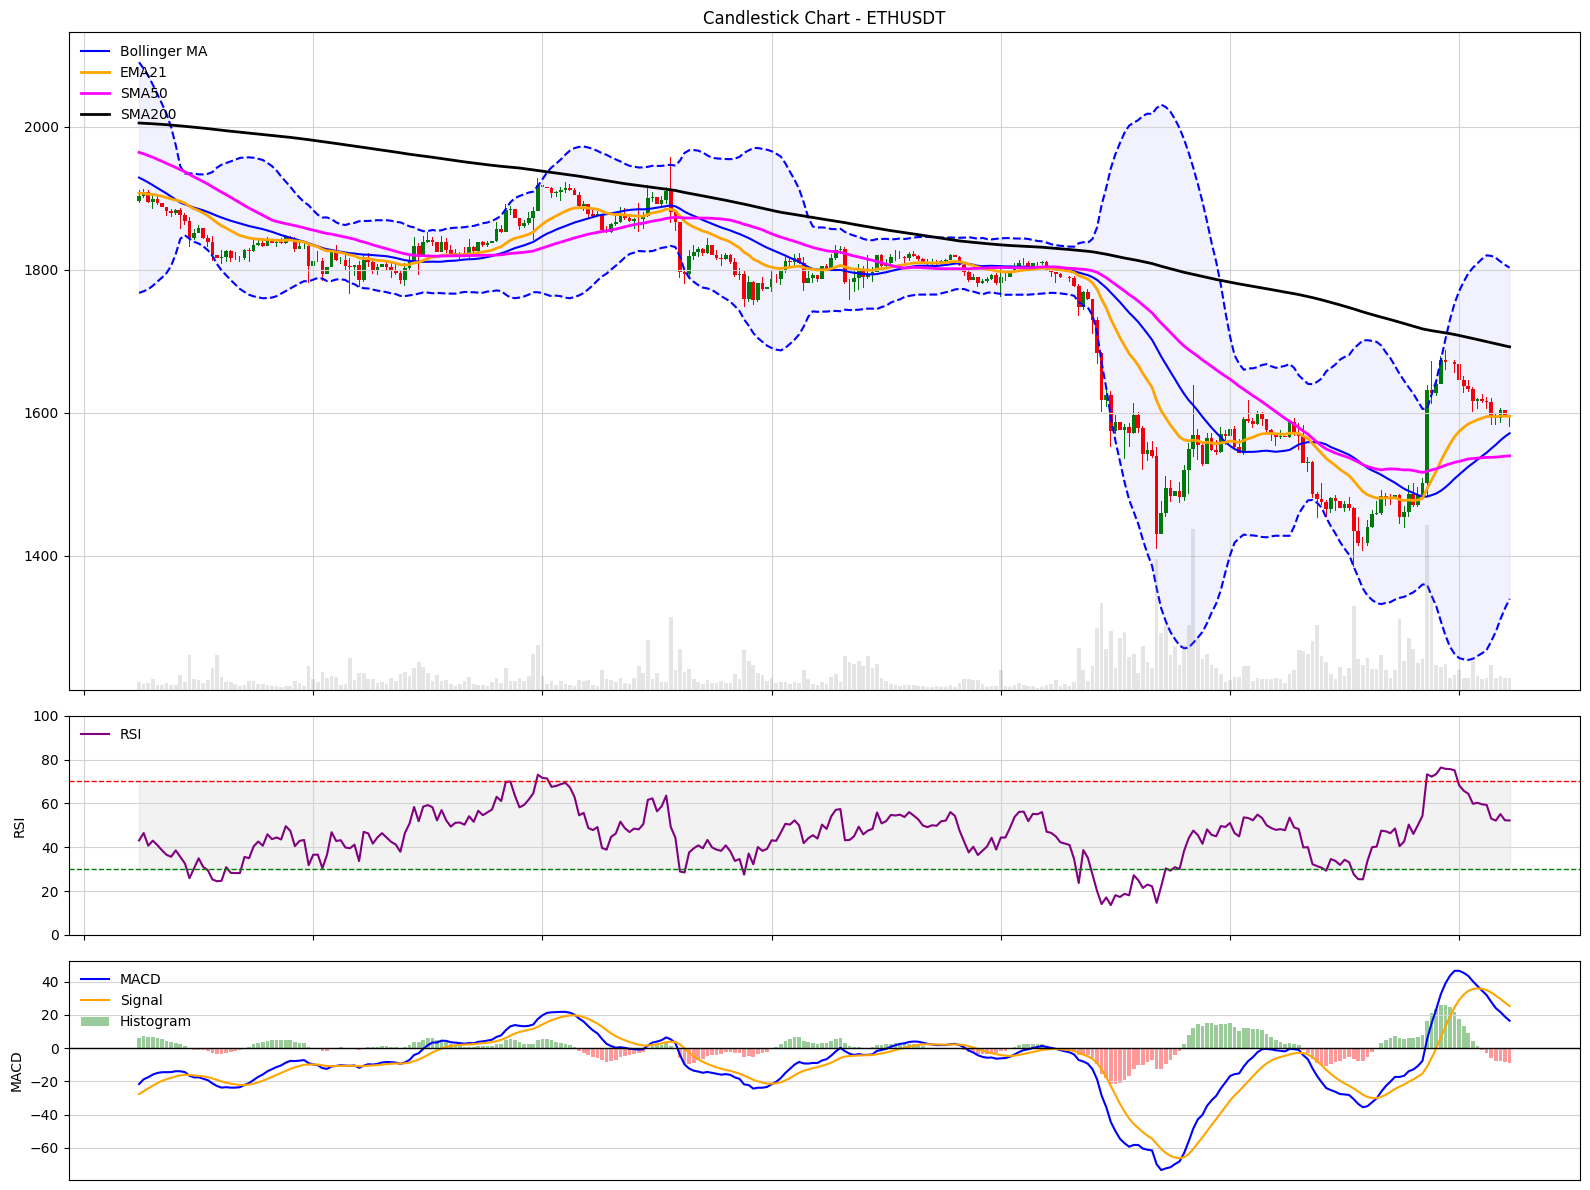 Candlestick Chart - ETHUSDT
Bollinger MA
EMA21
SMA50
SMA200
2000
1800
1600
1400
RSI
100
80
60
40
20
0
RSI
MACD
Signal
Histogram
40
20
0
−20
−40
−60
MACD